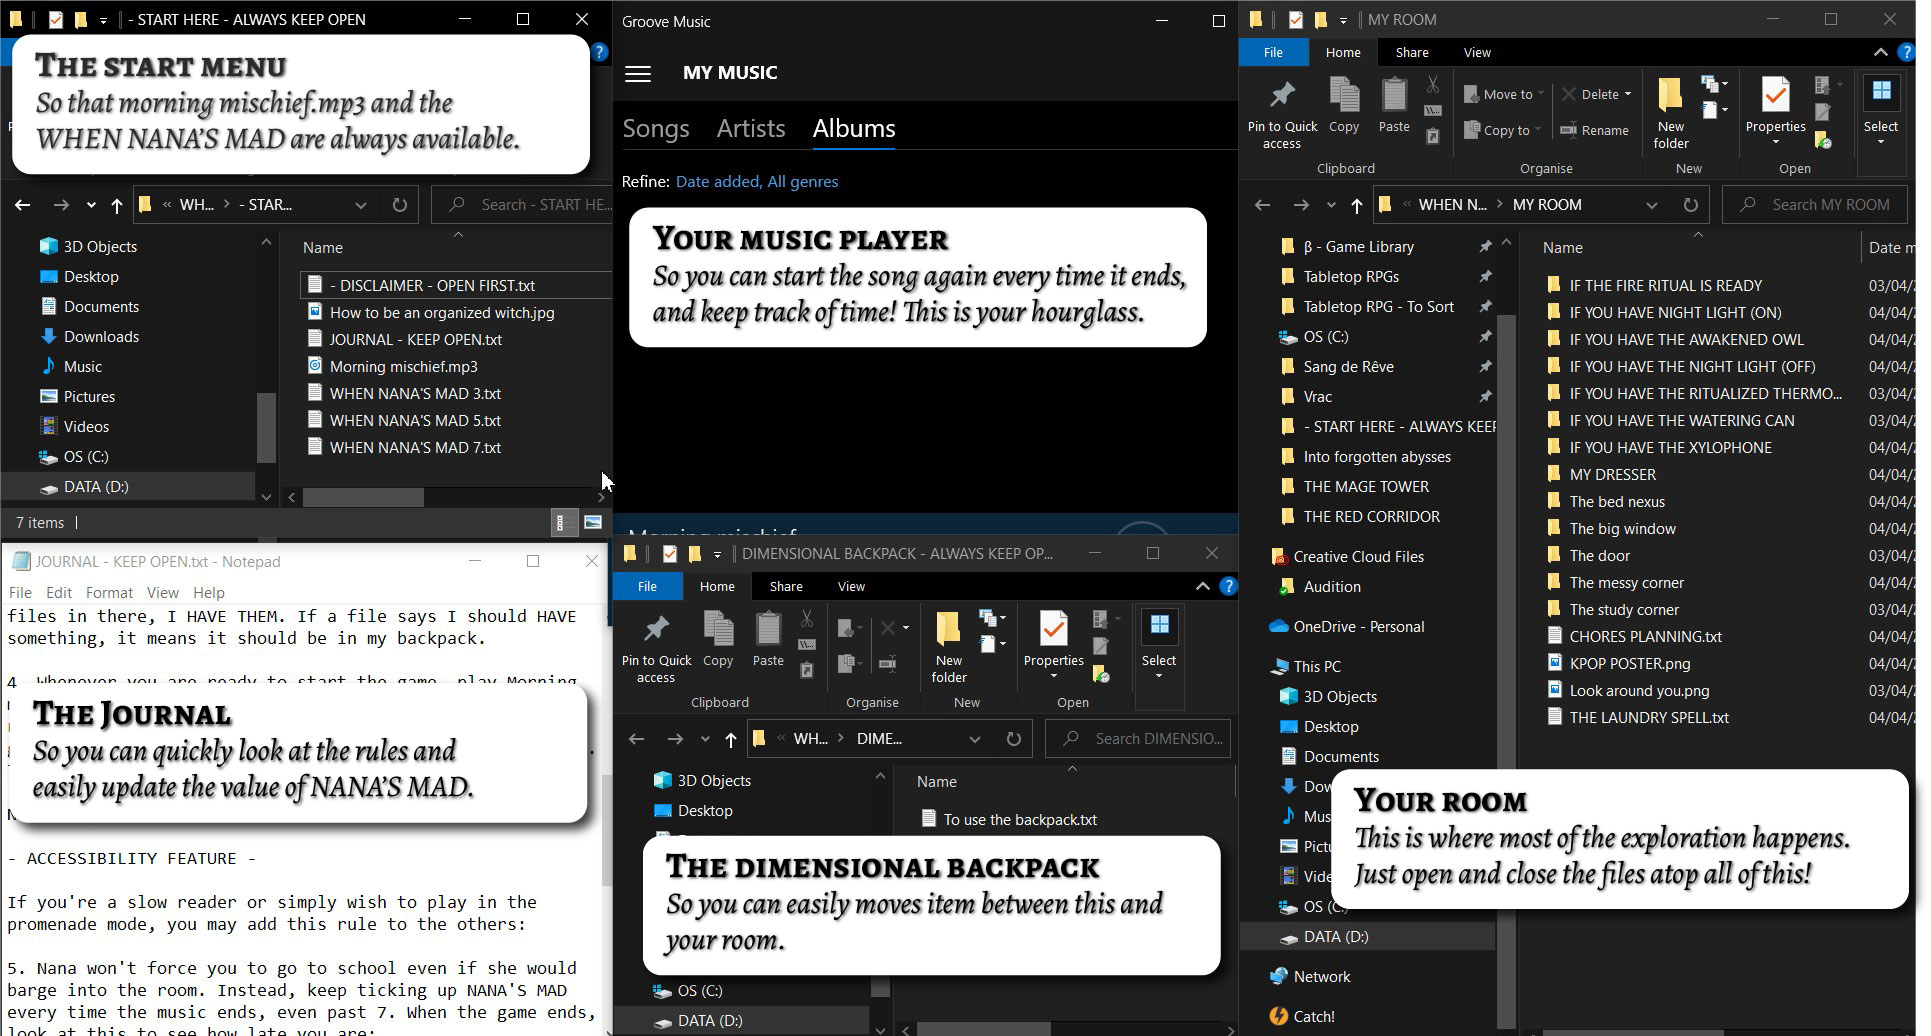 - START HERE - ALWAYS KEEP OPEN
THE START MENU
So that morning mischief.mp3 and the
WHEN NANA'S MAD are always available.
WH... › - STAR...
Search - START HE...
3D Objects
Desktop
Documents
Downloads
Music
Pictures
Videos
OS (C:)
DATA (D:)
Name
- DISCLAIMER - OPEN FIRST.txt
How to be an organized witch.jpg
JOURNAL - KEEP OPEN.txt
Morning mischief.mp3
WHEN NANA'S MAD 3.txt
WHEN NANA'S MAD 5.txt
WHEN NANA'S MAD 7.txt
7 items
Groove Music
MY MUSIC
Songs Artists Albums
Refine: Date added, All genres
YOUR MUSIC PLAYER
So you can start the song again every time it ends,
and keep track of time! This is your hourglass.
Morning mischief
JOURNAL - KEEP OPEN.txt - Notepad
File Edit Format View Help
files in there, I HAVE THEM. If a file says I should HAVE
something, it means it should be in my backpack.
4. Whenever you are ready to start the game, play Morning
THE JOURNAL
So you can quickly look at the rules and
easily update the value of NANA'S MAD.
- ACCESSIBILITY FEATURE -
If you're a slow reader or simply wish to play in the
promenade mode, you may add this rule to the others:
5. Nana won't force you to go to school even if she would
barge into the room. Instead, keep ticking up NANA'S MAD
every time the music ends, even past 7. When the game ends,
look at this to see how late you are:
DIMENSIONAL BACKPACK - ALWAYS KEEP OP...
File Home Share View
Pin to Quick access
Copy
Paste
New folder
Properties
Select
Clipboard Organise New Open
WH... › DIME...
Search DIMENSIO...
3D Objects
Desktop
OS (C:)
DATA (D:)
Name
To use the backpack.txt
THE DIMENSIONAL BACKPACK
So you can easily moves item between this and
your room.
MY ROOM
File Home Share View
Pin to Quick access
Copy
Paste
Move to
Copy to
Delete
Rename
New folder
Properties
Select
Clipboard Organise New Open
WHEN N... › MY ROOM
Search MY ROOM
β - Game Library
Tabletop RPGs
Tabletop RPG - To Sort
OS (C:)
Sang de Rêve
Vrac
- START HERE - ALWAYS KEEP
Into forgotten abysses
THE MAGE TOWER
THE RED CORRIDOR
Creative Cloud Files
Audition
OneDrive - Personal
This PC
3D Objects
Desktop
Documents
Dow
Mus
Pictu
Vide
OS (C:)
DATA (D:)
Network
Catch!
Name Date m
IF THE FIRE RITUAL IS READY 03/04/
IF YOU HAVE NIGHT LIGHT (ON) 04/04/
IF YOU HAVE THE AWAKENED OWL 04/04/
IF YOU HAVE THE NIGHT LIGHT (OFF) 04/04/
IF YOU HAVE THE RITUALIZED THERMO... 03/04/
IF YOU HAVE THE WATERING CAN 03/04/
IF YOU HAVE THE XYLOPHONE 04/04/
MY DRESSER 04/04/
The bed nexus 04/04/
The big window 04/04/
The door 03/04/
The messy corner 04/04/
The study corner 03/04/
CHORES PLANNING.txt 04/04/
KPOP POSTER.png 04/04/
Look around you.png 03/04/
THE LAUNDRY SPELL.txt 04/04/
YOUR ROOM
This is where most of the exploration happens.
Just open and close the files atop all of this!